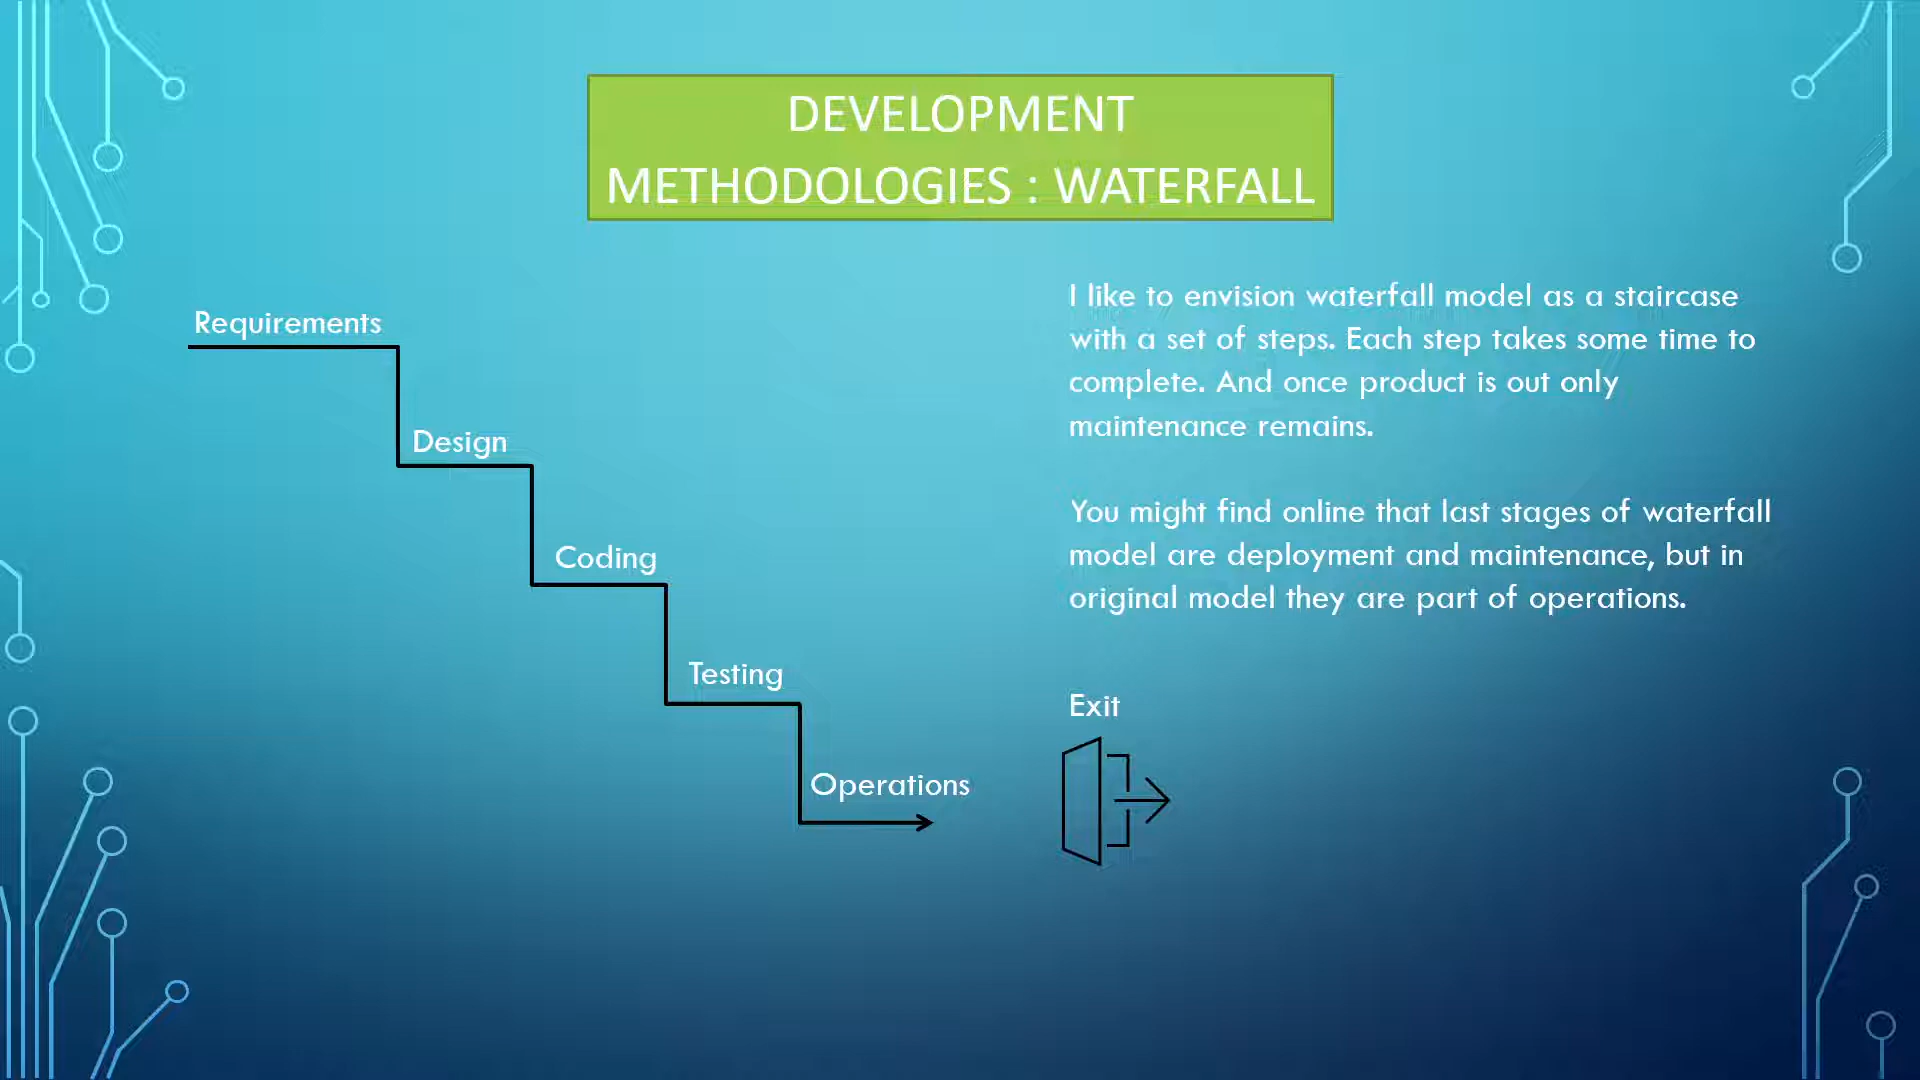 DEVELOPMENT
METHODOLOGIES : WATERFALL
Requirements
Design
Coding
Testing
Operations
I like to envision waterfall model as a staircase
with a set of steps. Each step takes some time to
complete. And once product is out only
maintenance remains.
You might find online that last stages of waterfall
model are deployment and maintenance, but in
original model they are part of operations.
Exit